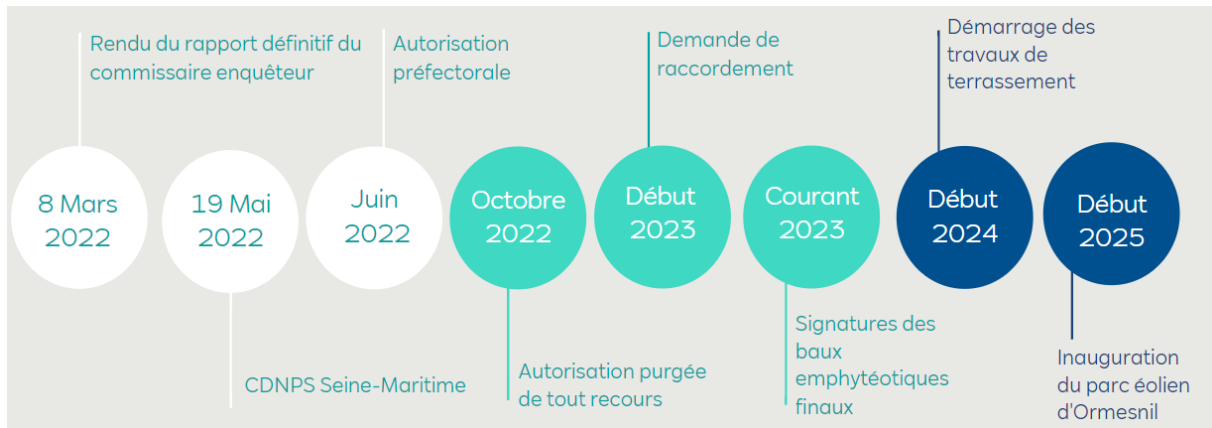 Rendu du rapport définitif du
commissaire enquêteur
8 Mars
2022
19 Mai
2022
CDNPS Seine-Maritime
Autorisation
préfectorale
Juin
2022
Octobre
2022
Autorisation purgée
de tout recours
Demande de
raccordement
Début
2023
Courant
2023
Signatures des
baux
emphytéotiques
finaux
Démarrage des
travaux de
terrassement
Début
2024
Début
2025
Inauguration
du parc éolien
d'Ormesnil